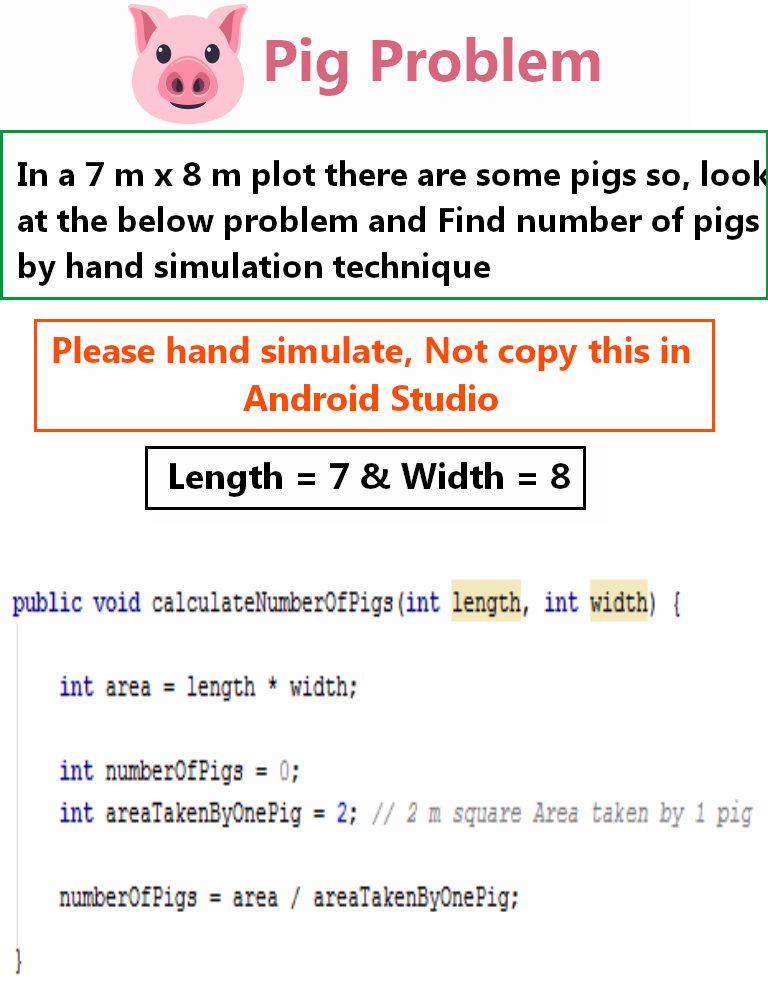 Pig Problem
In a 7 m x 8 m plot there are some pigs so, look
at the below problem and Find number of pigs
by hand simulation technique
Please hand simulate, Not copy this in
Android Studio
Length = 7 & Width = 8
public void calculateNumberOfPigs(int length, int width) {
int area = length * width;
int numberOfPigs = 0;
int areaTakenByOnePig = 2; // 2 m square Area taken by 1 pig
numberOfPigs = area / areaTakenByOnePig;
}